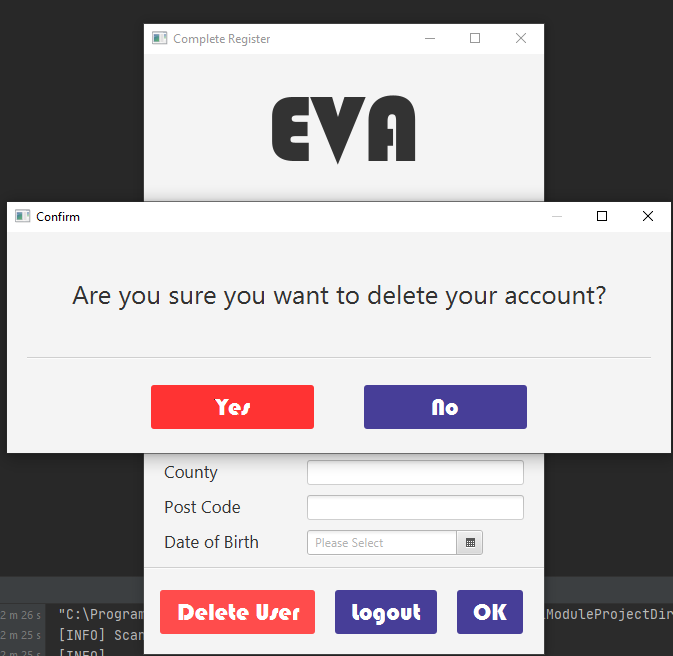 Complete Register
EVA
Confirm
Are you sure you want to delete your account?
Yes No
County
Post Code
Date of Birth Please Select
Delete User Logout OK
2 m 26 s "C:\Program ModuleProjectDir
2 m 25 s [INFO] Scan
2 m 25 s [INFO]